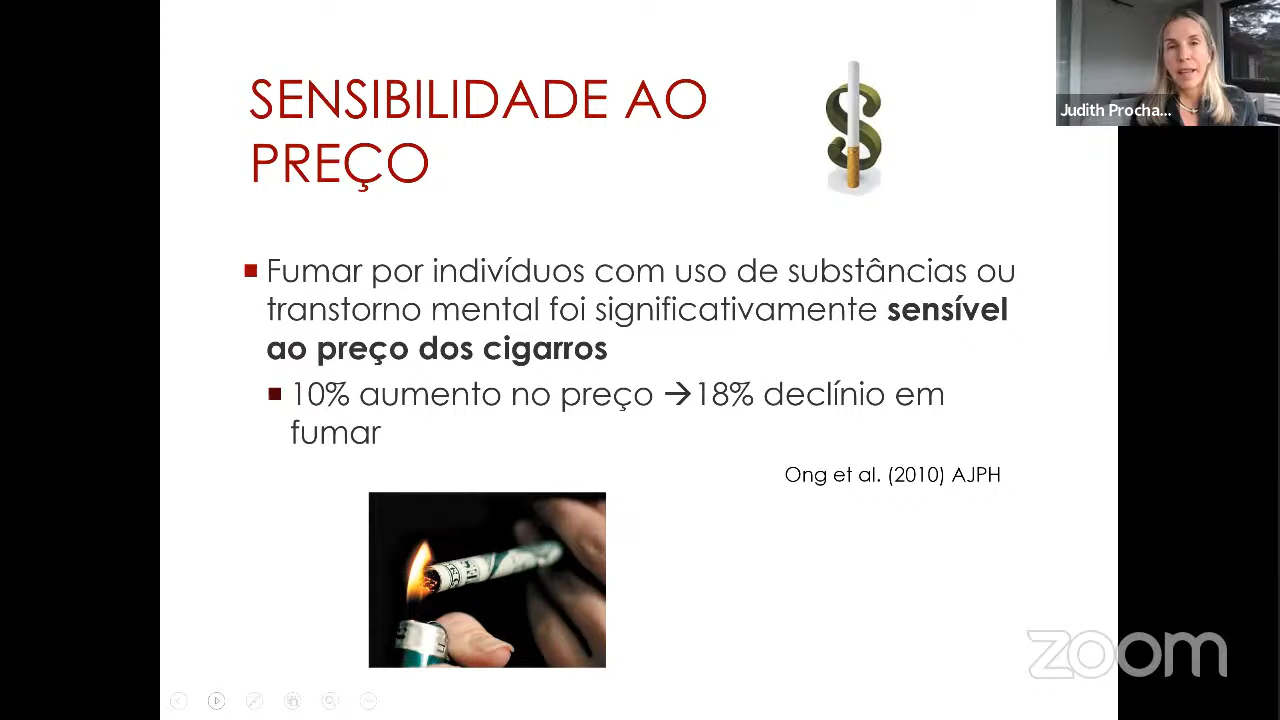 SENSIBILIDADE AO
PREÇO
Judith Procha...
Fumar por indivíduos com uso de substâncias ou
transtorno mental foi significativamente sensível
ao preço dos cigarros
10% aumento no preço →18% declínio em
fumar
Ong et al. (2010) AJPH
zoom